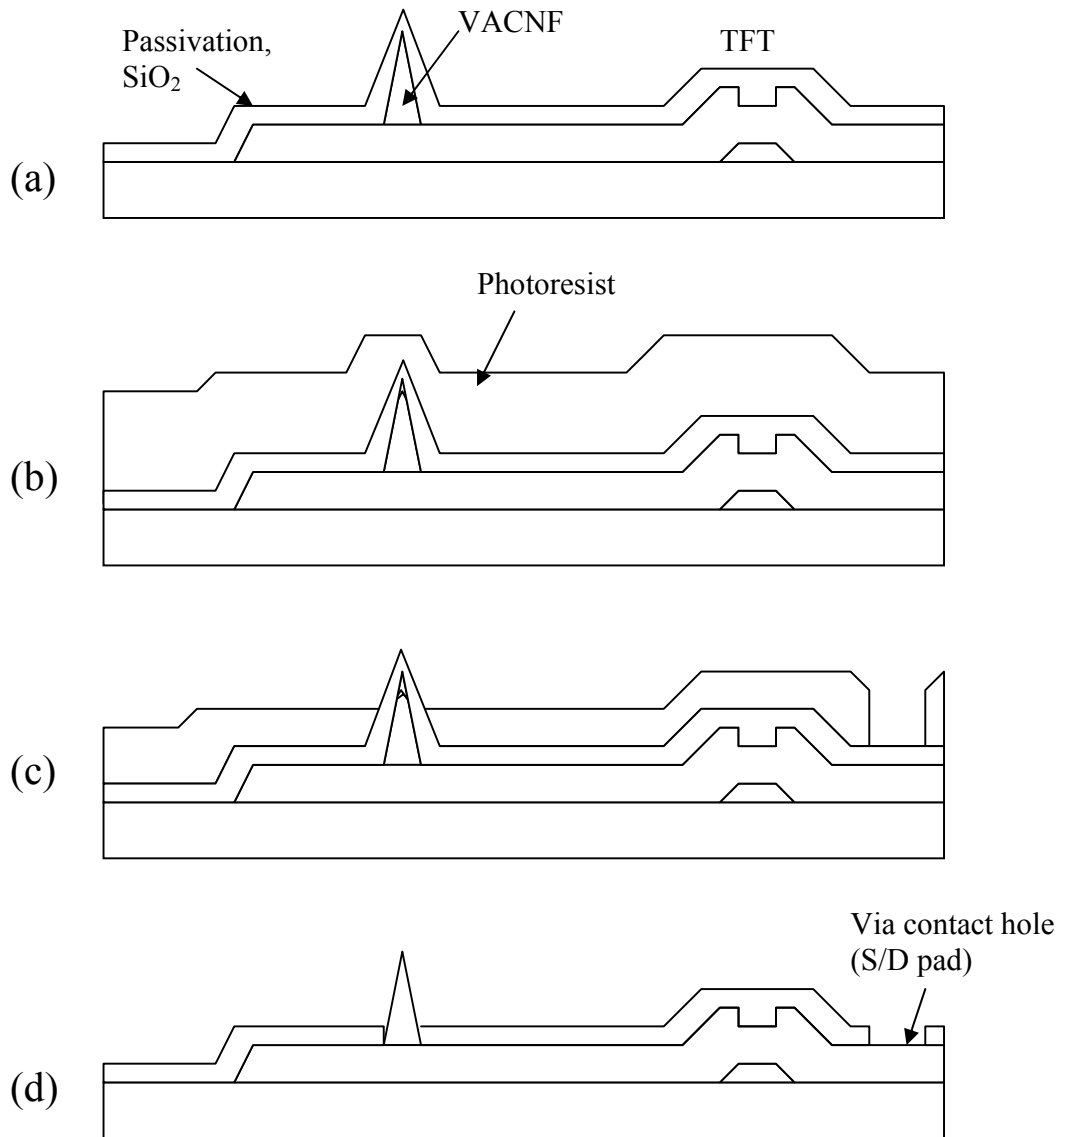 Passivation,
SiO₂
VACNF
TFT
(a)
Photoresist
(b)
(c)
Via contact hole
(S/D pad)
(d)